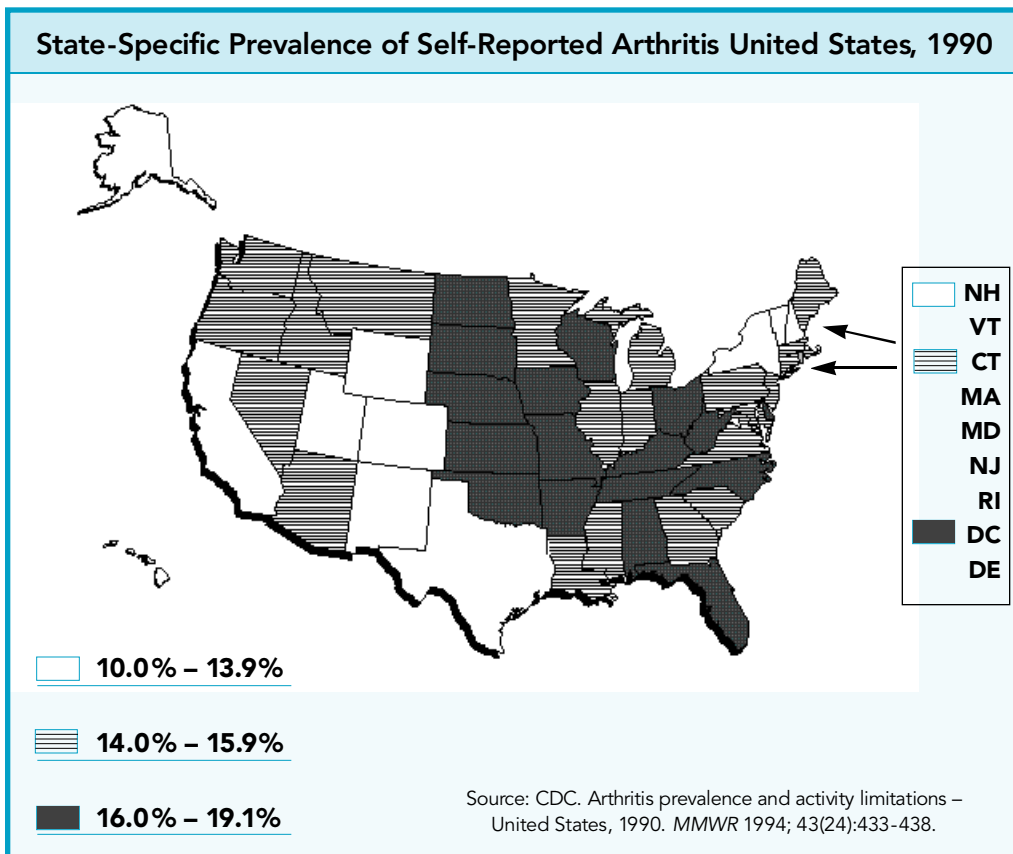 State-Specific Prevalence of Self-Reported Arthritis United States, 1990
NH
VT
CT
MA
MD
NJ
RI
DC
DE
10.0% – 13.9%
14.0% – 15.9%
16.0% – 19.1%
Source: CDC. Arthritis prevalence and activity limitations –
United States, 1990. MMWR 1994; 43(24):433-438.